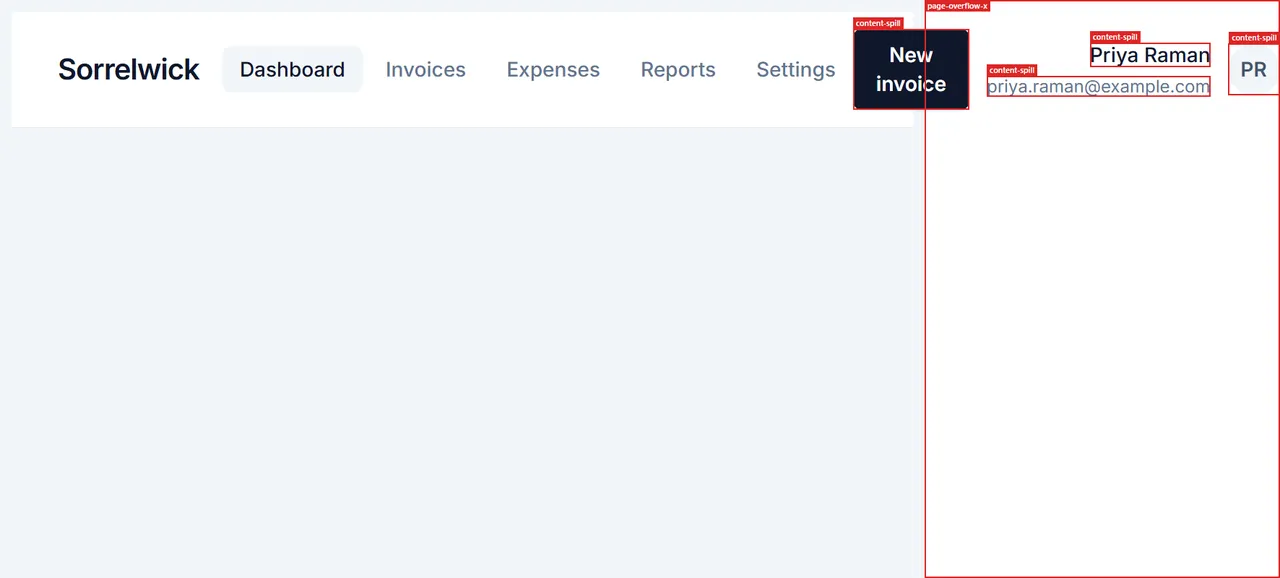 page-overflow-x
content-spill
content-spill
content-spill
content-spill
Sorrelwick
Dashboard
Invoices
Expenses
Reports
Settings
New
invoice
Priya Raman
priya.raman@example.com
PR